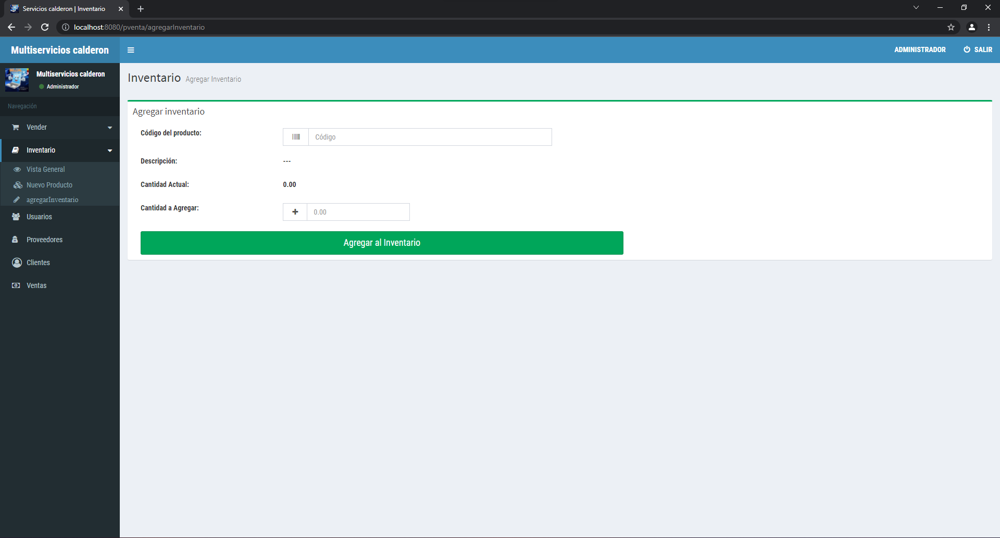 Servicios calderon | Inventario
localhost:8080/pventa/agregarInventario
Multiservicios calderon
ADMINISTRADOR
SALIR
Multiservicios calderon
Administrador
Navegación
Vender
Inventario
Vista General
Nuevo Producto
agregarInventario
Usuarios
Proveedores
Clientes
Ventas
Inventario Agregar Inventario
Agregar inventario
Código del producto:
Código
Descripción:
---
Cantidad Actual:
0.00
Cantidad a Agregar:
0.00
Agregar al Inventario